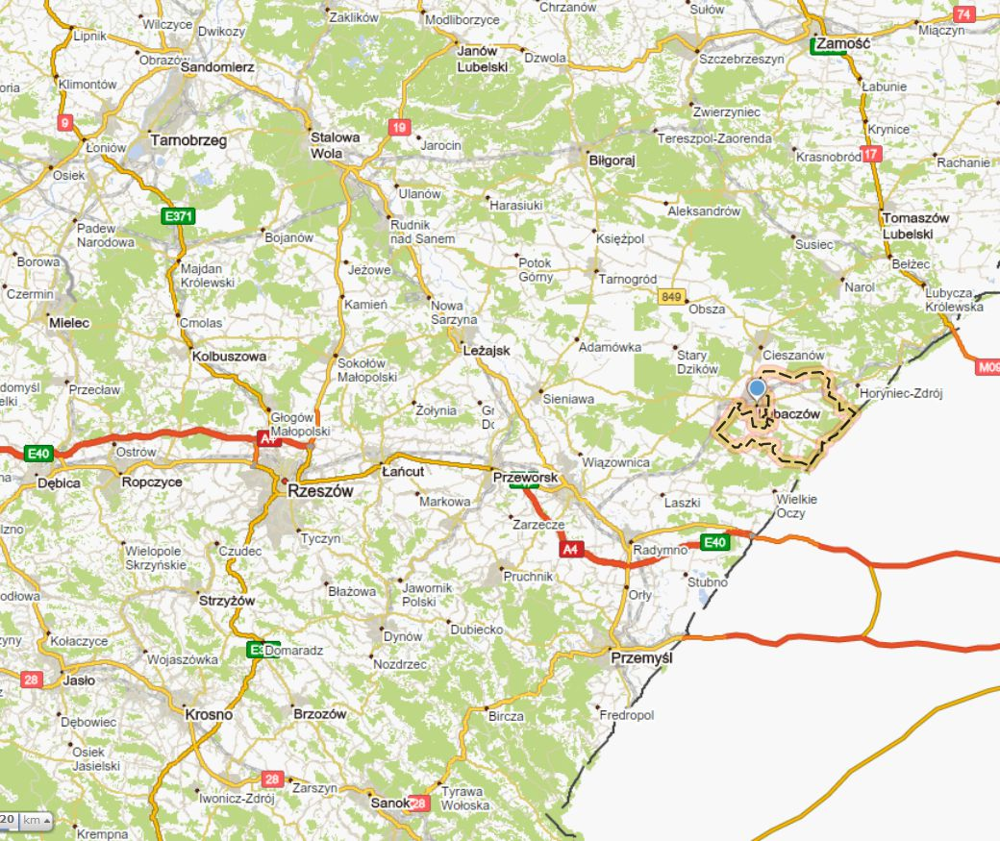 Zaklików
Modliborzyce
Chrzanów
Sułów
74
Wilczyce
Dwikozy
Lipnik
Miączyn
Zamość
Janów
Lubelski
Dzwola
Szczebrzeszyn
Obrazów
Sandomierz
Klimontów
Łabunie
Zwierzyniec
9
19
Krynice
Tarnobrzeg
Stalowa
Wola
Jarocin
Tereszpol-Zaorenda
Łoniów
Krasnobród
17
Biłgoraj
Rachanie
Osiek
Ulanów
Harasiuki
Aleksandrów
E371
Tomaszów
Lubelski
Padew
Narodowa
Bojanów
Rudnik
nad Sanem
Księżpol
Susiec
Borowa
Majdan
Królewski
Jeżowe
Potok
Górny
Tarnogród
Bełżec
Narol
Czermin
Kamień
849
Obsza
Lubycza
Królewska
Nowa
Sarzyna
Mielec
Cmolas
Leżajsk
Adamówka
Stary
Dzików
Cieszanów
Kolbuszowa
Sokołów
Małopolski
M09
Przecław
Sieniawa
Horyniec-Zdrój
Żołynia
Głogów
Małopolski
E40
Ostrów
Wiązownica
Dębica
Ropczyce
Łańcut
Przeworsk
Rzeszów
Markowa
Laszki
Wielkie
Oczy
Zarzecze
Tyczyn
A4
Radymno
E40
Wielopole
Skrzyńskie
Czudec
Pruchnik
Stubno
Błażowa
Jawornik
Polski
Orły
Strzyżów
Kołaczyce
Dynów
Dubiecko
Wojaszówka
Domaradz
Nozdrzec
Przemyśl
28
Jasło
Krosno
Brzozów
Bircza
Fredropol
Dębowiec
Osiek
Jasielski
28
Zarszyn
Iwonicz-Zdrój
Sanok
28
Tyrawa
Wołoska
20
km
Krempna